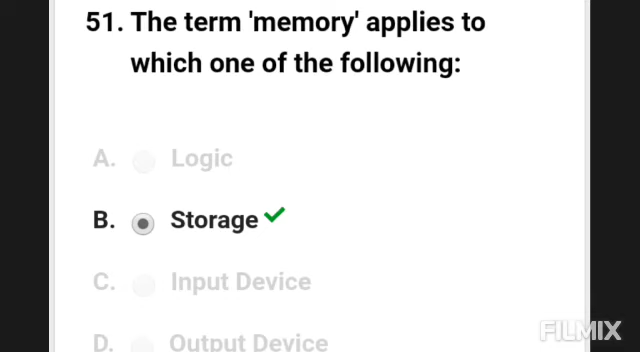 51. The term 'memory' applies to
which one of the following:
A. Logic
B. Storage
C. Input Device
D. Output Device
FILMIX